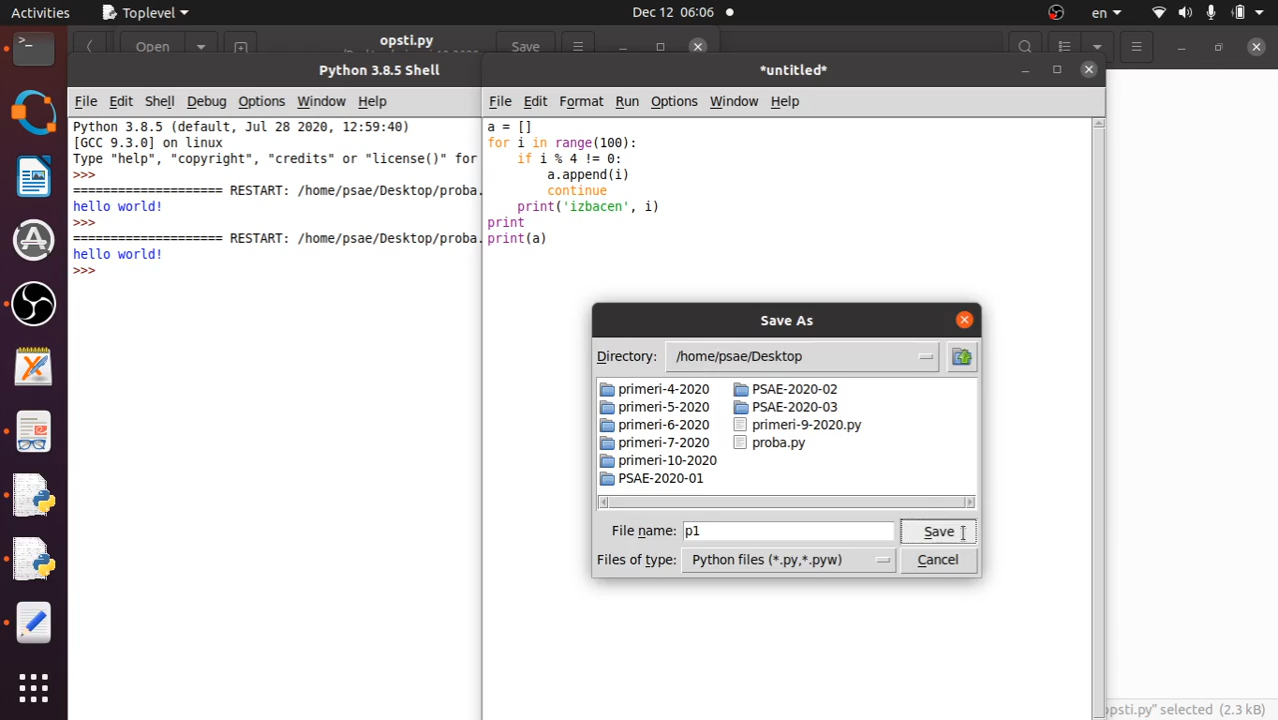 Activities
Toplevel
Dec 12 06:06
en
Open
opsti.py
Save
Python 3.8.5 Shell
File Edit Shell Debug Options Window Help
Python 3.8.5 (default, Jul 28 2020, 12:59:40)
[GCC 9.3.0] on linux
Type "help", "copyright", "credits" or "license()" for
>>>
==================== RESTART: /home/psae/Desktop/proba.
hello world!
>>>
==================== RESTART: /home/psae/Desktop/proba.
hello world!
>>>
*untitled*
File Edit Format Run Options Window Help
a = []
for i in range(100):
    if i % 4 != 0:
        a.append(i)
        continue
    print('izbacen', i)
print
print(a)
Save As
Directory: /home/psae/Desktop
primeri-4-2020
primeri-5-2020
primeri-6-2020
primeri-7-2020
primeri-10-2020
PSAE-2020-01
PSAE-2020-02
PSAE-2020-03
primeri-9-2020.py
proba.py
File name: p1
Save
Files of type: Python files (*.py,*.pyw)
Cancel
opsti.py" selected (2.3 kB)